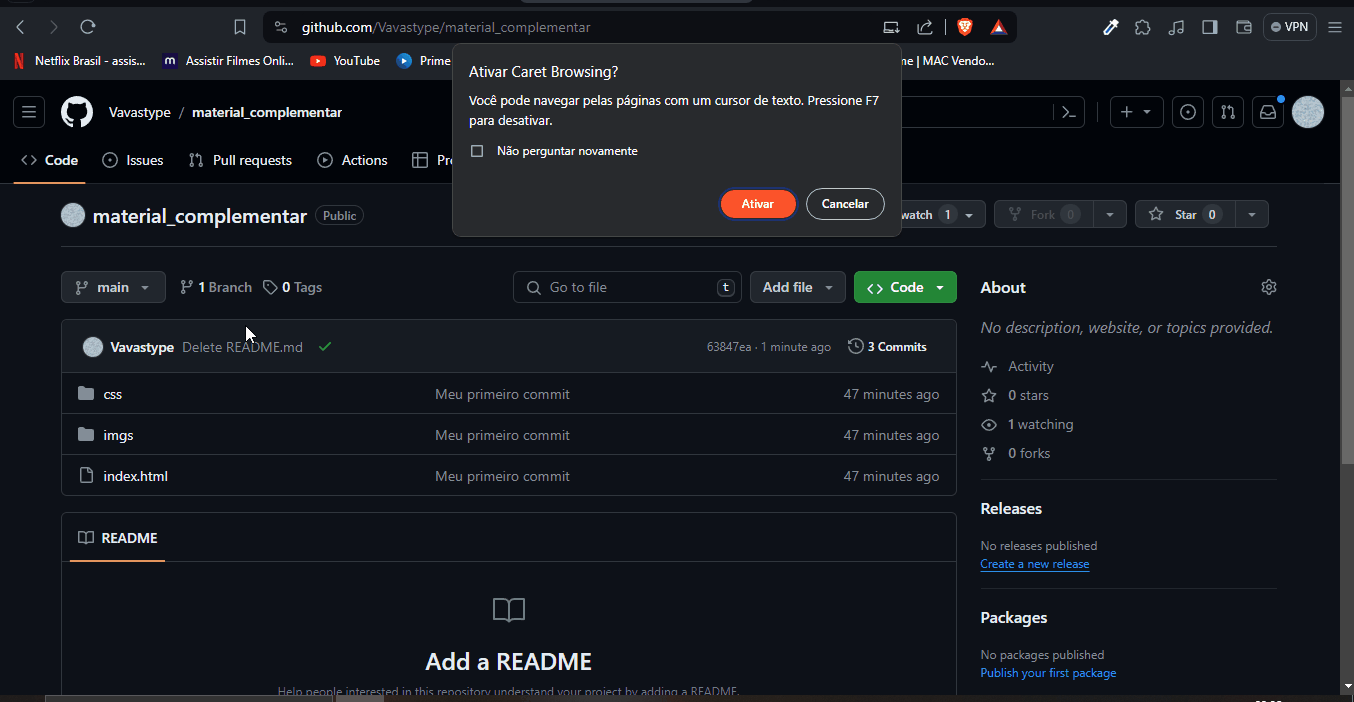 github.com/Vavastype/material_complementar
VPN
Netflix Brasil - assis...
m Assistir Filmes Onli...
YouTube
Prime
me | MAC Vendo...
Ativar Caret Browsing?
Você pode navegar pelas páginas com um cursor de texto. Pressione F7
para desativar.
Não perguntar novamente
Ativar
Cancelar
Vavastype / material_complementar
Code
Issues
Pull requests
Actions
material_complementar
Public
watch 1
Fork 0
Star 0
main
1 Branch
0 Tags
Go to file
t
Add file
Code
Vavastype Delete README.md
63847ea · 1 minute ago
3 Commits
css
Meu primeiro commit
47 minutes ago
imgs
Meu primeiro commit
47 minutes ago
index.html
Meu primeiro commit
47 minutes ago
README
Add a README
Help people interested in this repository understand your project by adding a README.
About
No description, website, or topics provided.
Activity
0 stars
1 watching
0 forks
Releases
No releases published
Create a new release
Packages
No packages published
Publish your first package